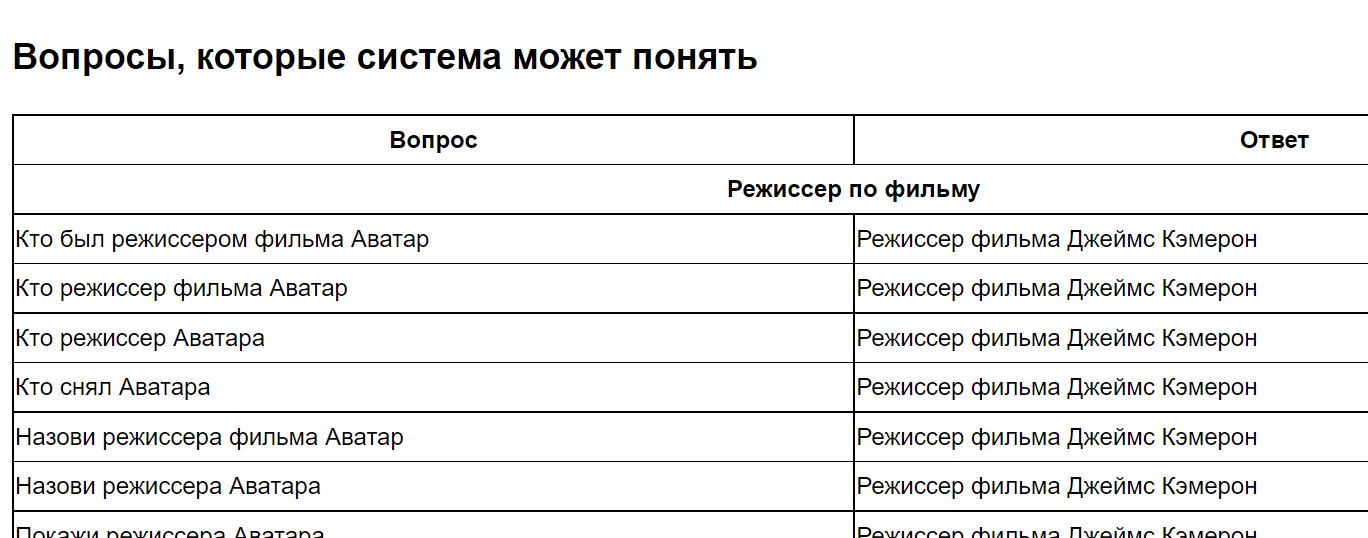 Вопросы, которые система может понять
Вопрос Ответ
Режиссер по фильму
Кто был режиссером фильма Аватар Режиссер фильма Джеймс Кэмерон
Кто режиссер фильма Аватар Режиссер фильма Джеймс Кэмерон
Кто режиссер Аватара Режиссер фильма Джеймс Кэмерон
Кто снял Аватара Режиссер фильма Джеймс Кэмерон
Назови режиссера фильма Аватар Режиссер фильма Джеймс Кэмерон
Назови режиссера Аватара Режиссер фильма Джеймс Кэмерон
Покажи режиссера Аватара Режиссер фильма Джеймс Кэмерон